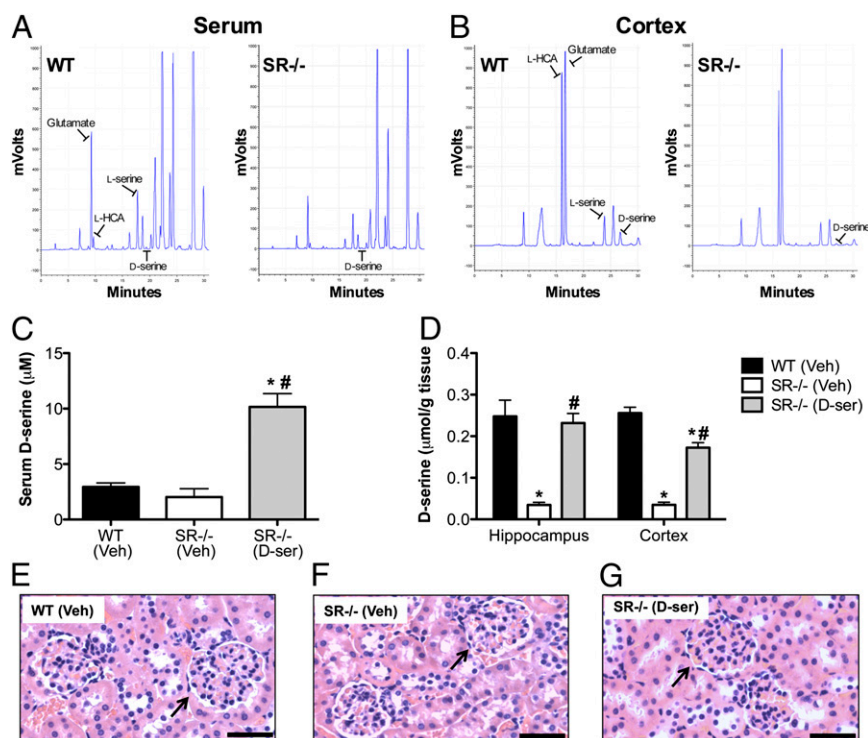 A
Serum
B
Cortex
WT
SR-/-
WT
SR-/-
Glutamate
L-HCA
L-serine
D-serine
D-serine
L-HCA
Glutamate
L-serine
D-serine
D-serine
mVolts
mVolts
mVolts
mVolts
Minutes
Minutes
Minutes
Minutes
C
Serum D-serine (µM)
15
10
5
0
* #
WT
(Veh)
SR-/-
(Veh)
SR-/-
(D-ser)
D
D-serine (µmol/g tissue
0.4
0.3
0.2
0.1
0.0
*
#
*
*#
Hippocampus
Cortex
WT (Veh)
SR-/- (Veh)
SR-/- (D-ser)
E
WT (Veh)
F
SR-/- (Veh)
G
SR-/- (D-ser)